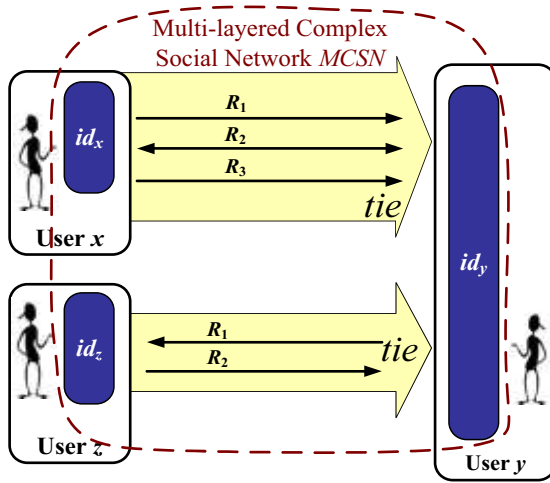 Multi-layered Complex
Social Network MCSN
R1
idx
R2
R3
tie
User x
idy
R1
idz
tie
R2
User z
User y